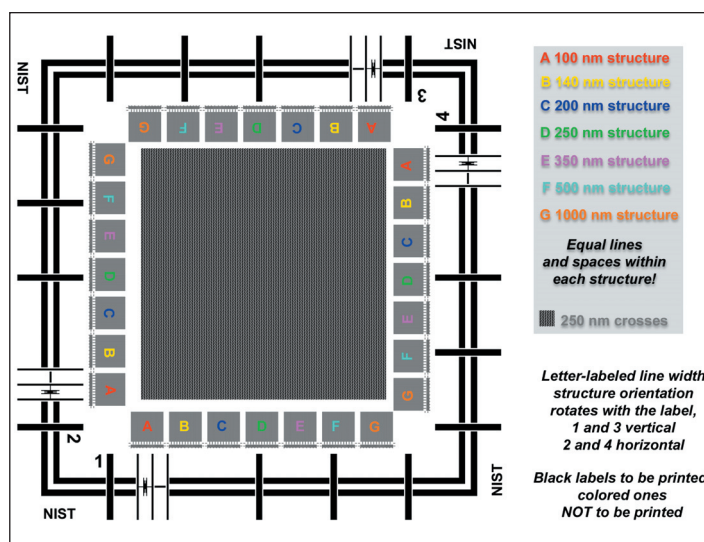 NIST
NIST
3
4
G F E D C B A
G
F
E
D
C
B
A
A
B
C
D
E
F
G
2
A B C D E F G
1
NIST
NIST
A 100 nm structure
B 140 nm structure
C 200 nm structure
D 250 nm structure
E 350 nm structure
F 500 nm structure
G 1000 nm structure
Equal lines
and spaces within
each structure!
250 nm crosses
Letter-labeled line width
structure orientation
rotates with the label,
1 and 3 vertical
2 and 4 horizontal
Black labels to be printed
colored ones
NOT to be printed